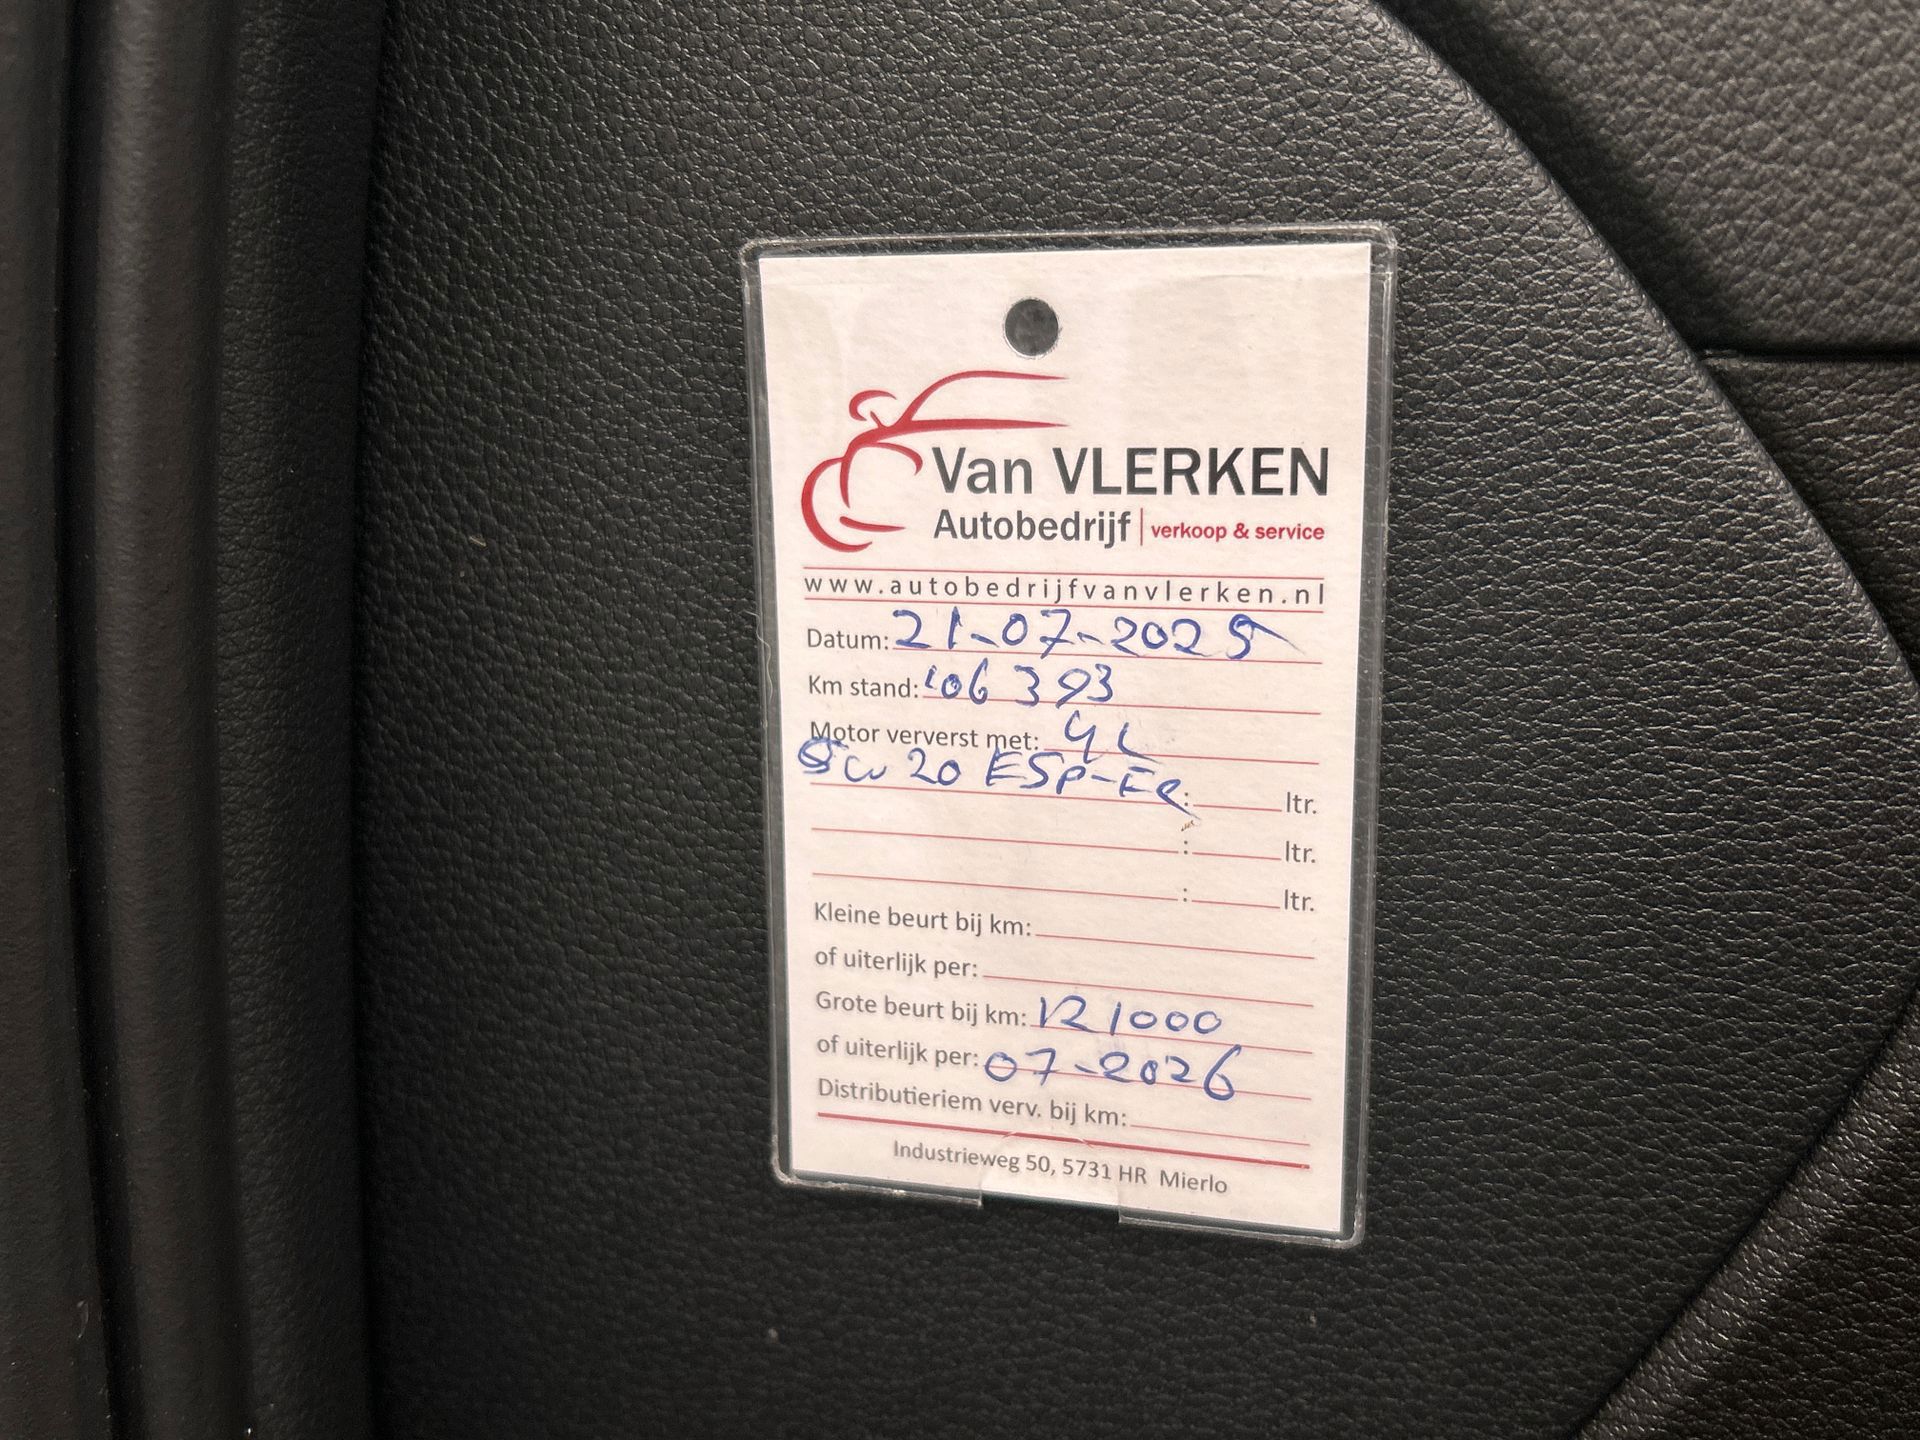 Van VLERKEN
Autobedrijf | verkoop & service
www.autobedrijfvanvlerken.nl
Datum: 21-07-2025
Km stand: 106 393
Motor ververst met: 4L
5W 20 ESP-FE : ltr.
: ltr.
: ltr.
Kleine beurt bij km:
of uiterlijk per:
Grote beurt bij km: 121000
of uiterlijk per: 07-2026
Distributieriem verv. bij km:
Industrieweg 50, 5731 HR Mierlo